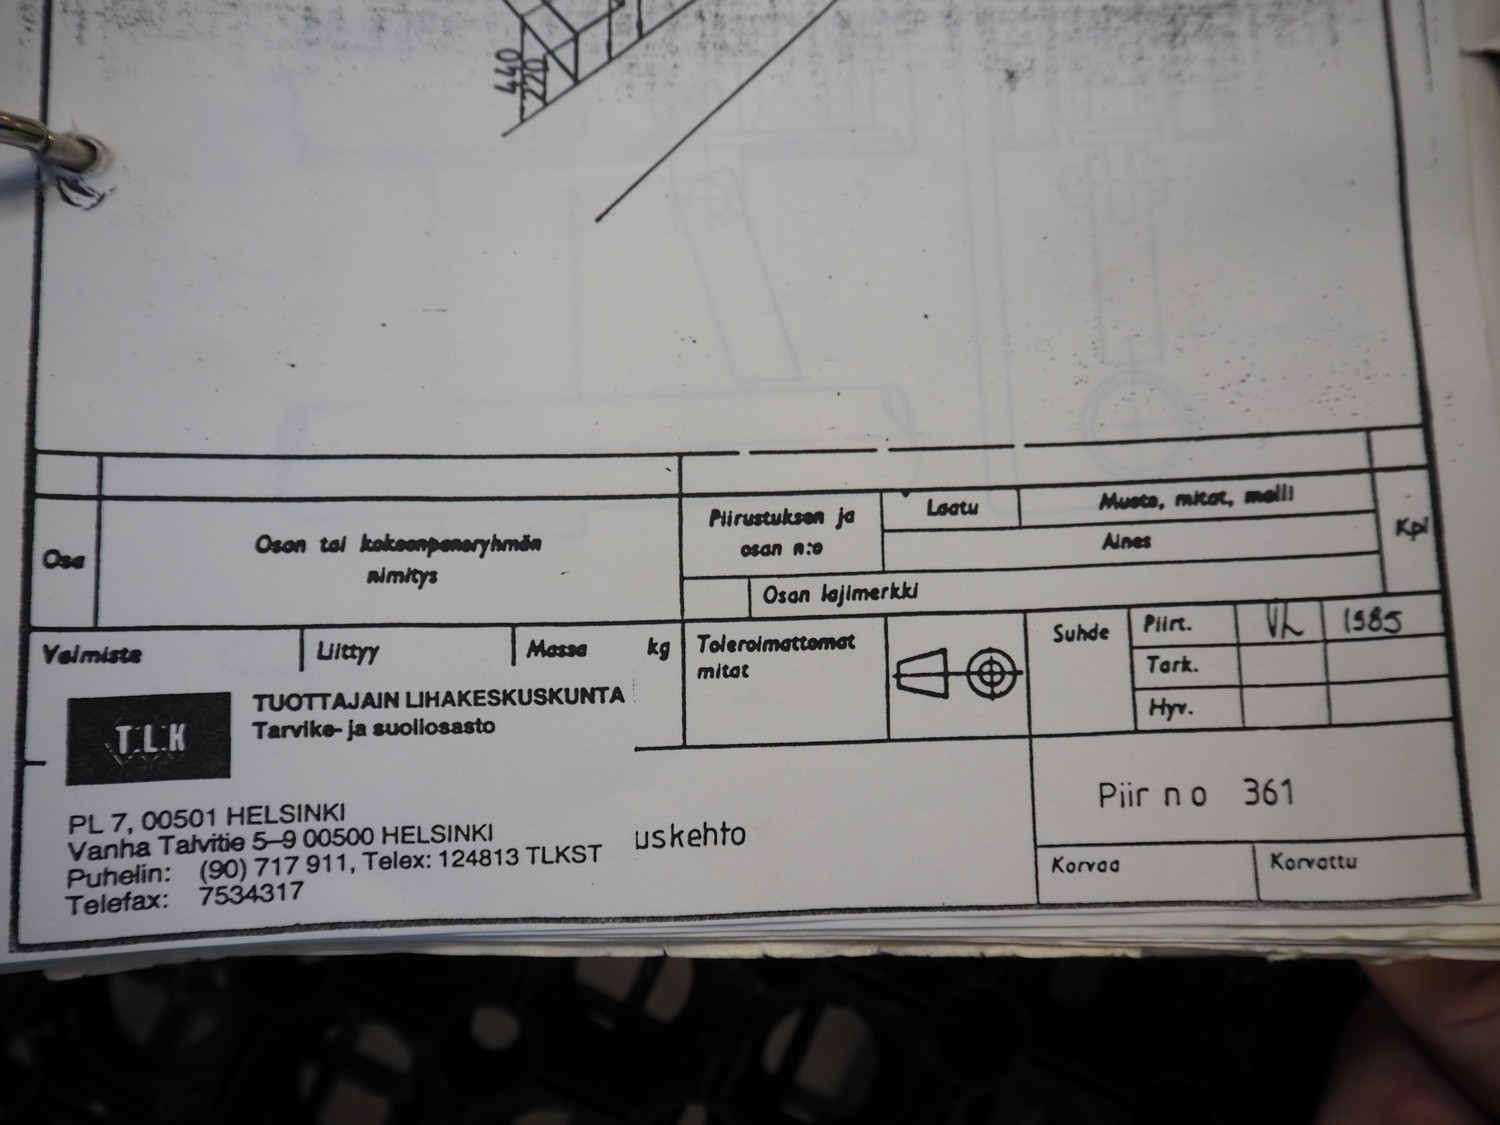 440
220
Osa
Osan tai kokoonpanoryhmän
nimitys
Piirustuksen ja
osan n:o
Laatu
Muoto, mitat, malli
Aines
Kpl
Osan lajimerkki
Valmiste
Liittyy
Massa kg
Toleroimattomat
mitat
Suhde
Piirt. VL 1985
Tark.
Hyv.
T.L.K
TUOTTAJAIN LIHAKESKUSKUNTA
Tarvike- ja suoliosasto
PL 7, 00501 HELSINKI
Vanha Talvitie 5–9 00500 HELSINKI
Puhelin: (90) 717 911, Telex: 124813 TLKST
Telefax: 7534317
uskehto
Piir no 361
Korvaa
Korvattu